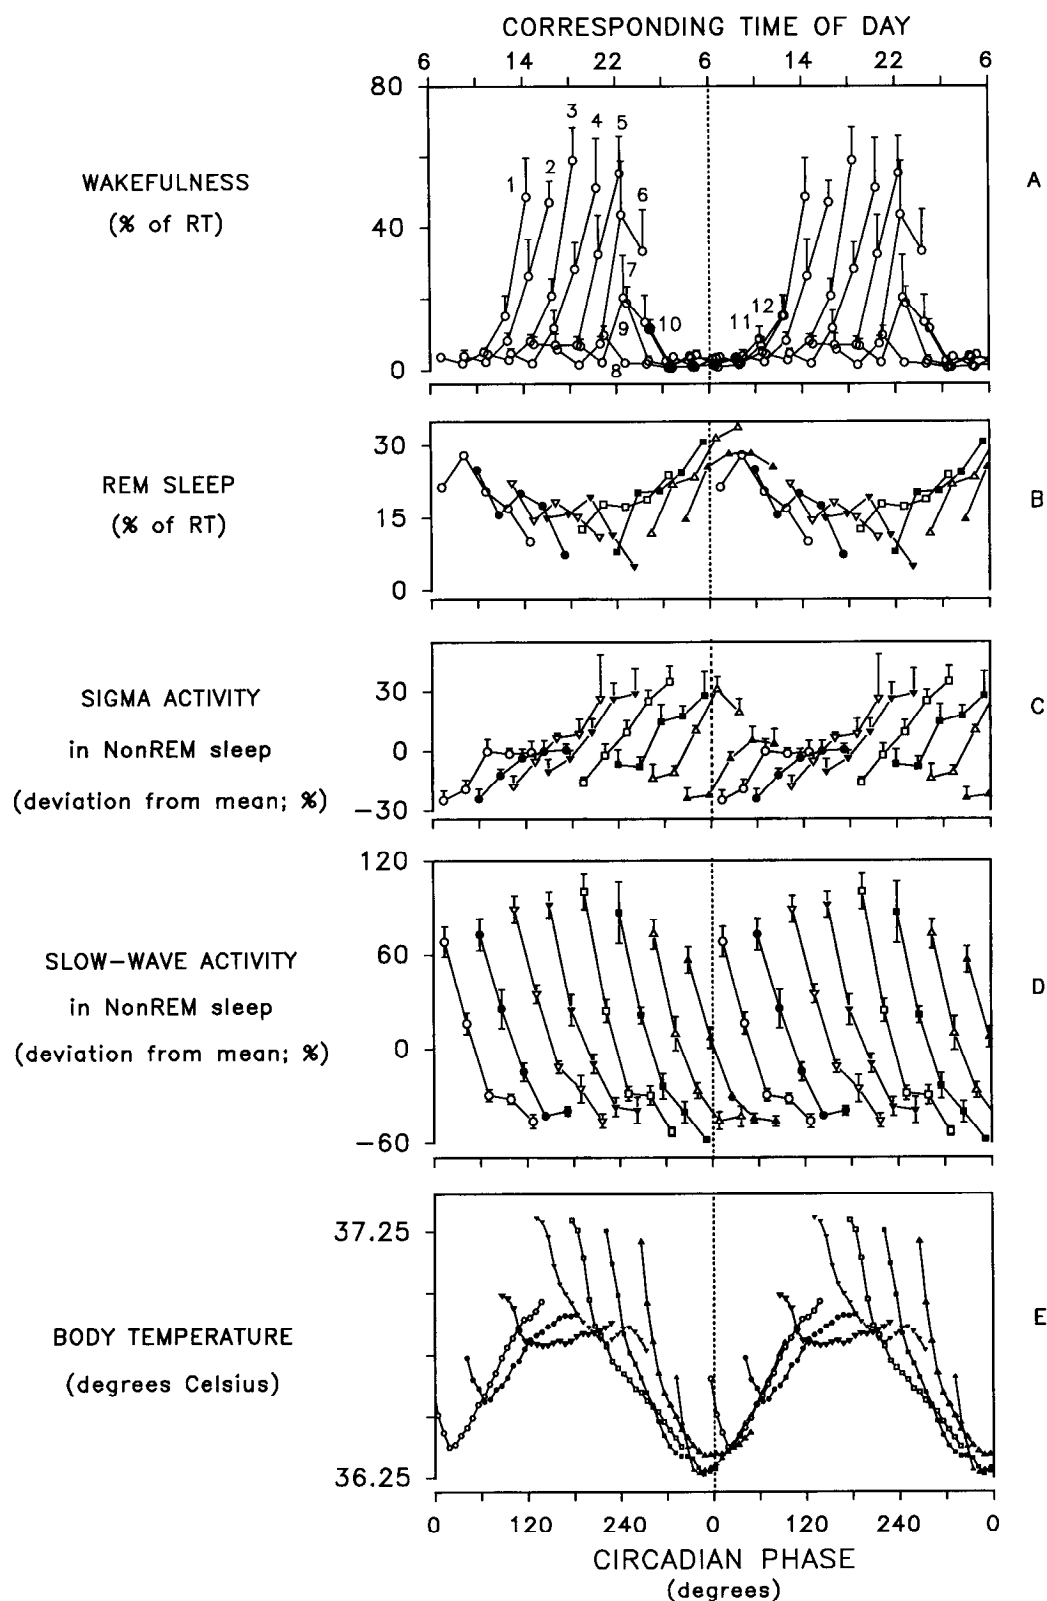 CORRESPONDING TIME OF DAY
6 14 22 6 14 22 6
80
40
0
WAKEFULNESS
(% of RT)
1 2 3 4 5 6 7 8 9 10 11 12
A
30
15
0
REM SLEEP
(% of RT)
B
30
0
−30
SIGMA ACTIVITY
in NonREM sleep
(deviation from mean; %)
C
120
60
0
−60
SLOW−WAVE ACTIVITY
in NonREM sleep
(deviation from mean; %)
D
37.25
36.25
BODY TEMPERATURE
(degrees Celsius)
E
0 120 240 0 120 240 0
CIRCADIAN PHASE
(degrees)